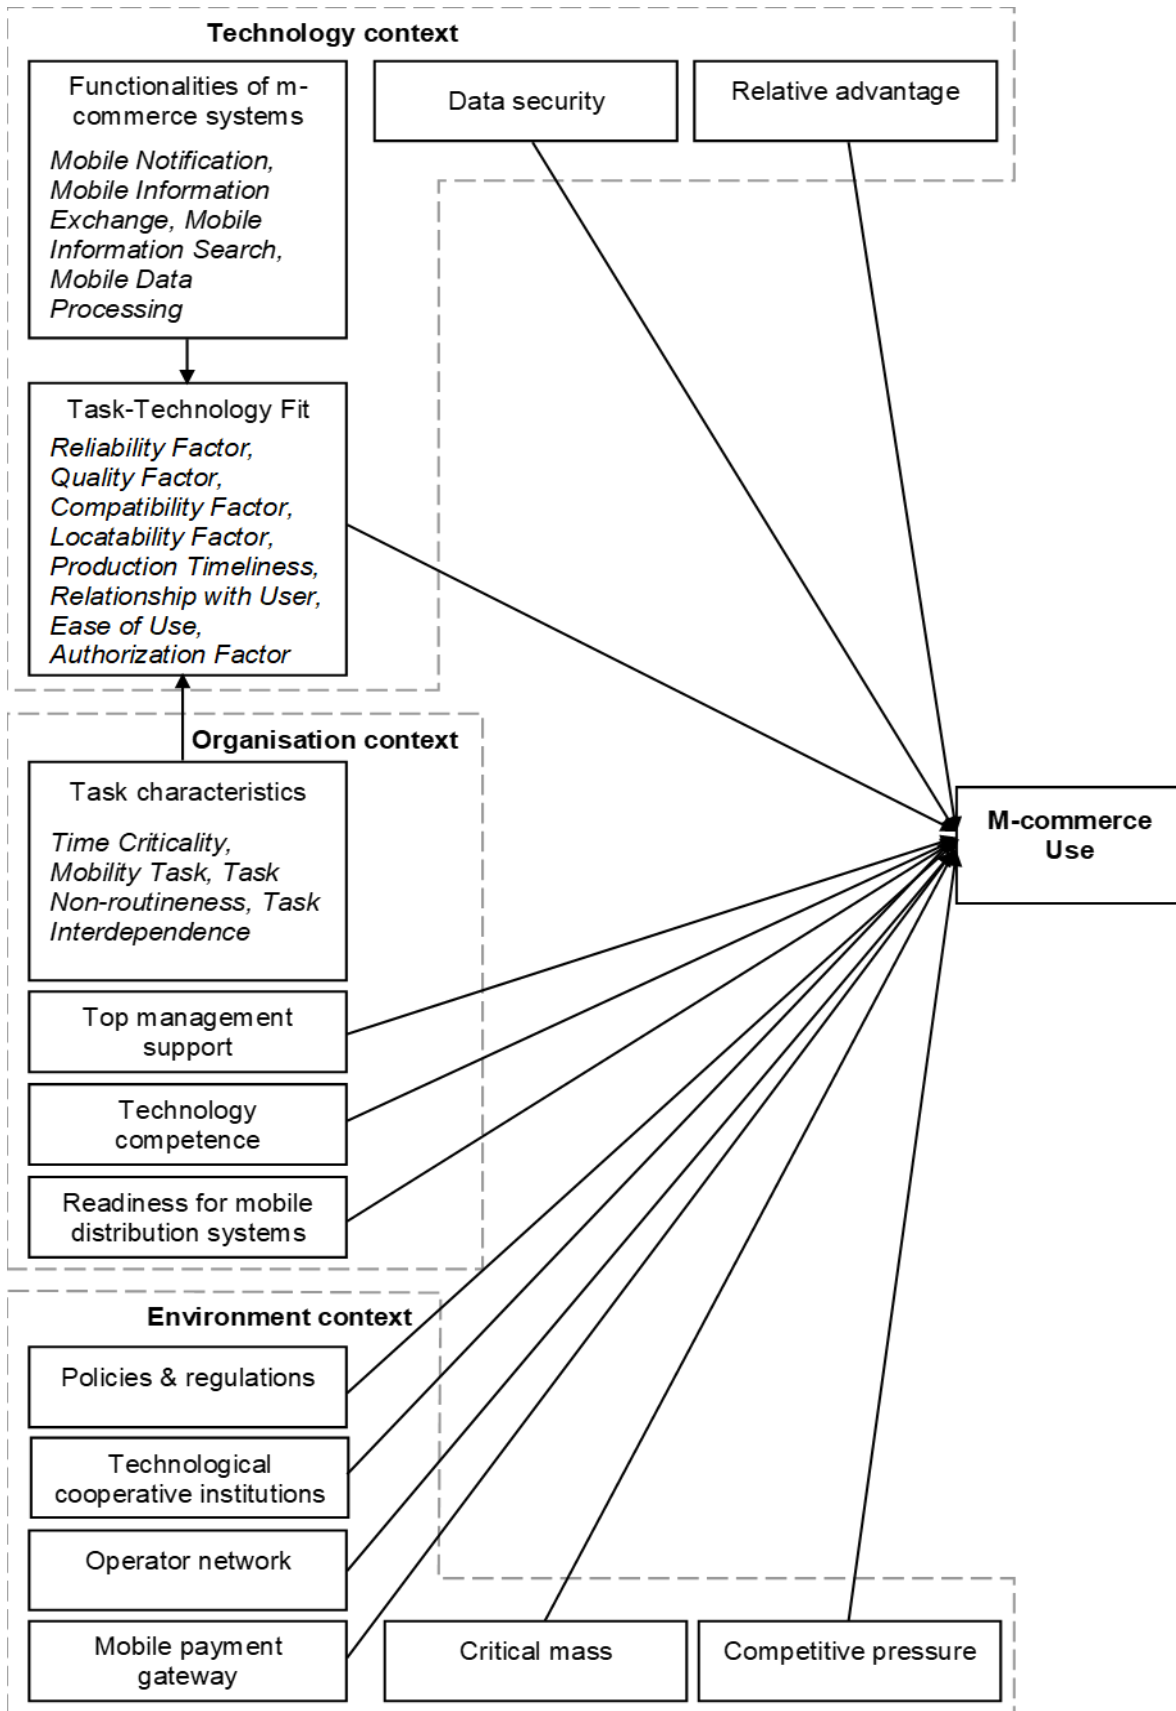 Technology context
Functionalities of m-
commerce systems
Mobile Notification,
Mobile Information
Exchange, Mobile
Information Search,
Mobile Data
Processing
Data security
Relative advantage
Task-Technology Fit
Reliability Factor,
Quality Factor,
Compatibility Factor,
Locatability Factor,
Production Timeliness,
Relationship with User,
Ease of Use,
Authorization Factor
Organisation context
Task characteristics
Time Criticality,
Mobility Task, Task
Non-routineness, Task
Interdependence
Top management
support
Technology
competence
Readiness for mobile
distribution systems
M-commerce
Use
Environment context
Policies & regulations
Technological
cooperative institutions
Operator network
Mobile payment
gateway
Critical mass
Competitive pressure